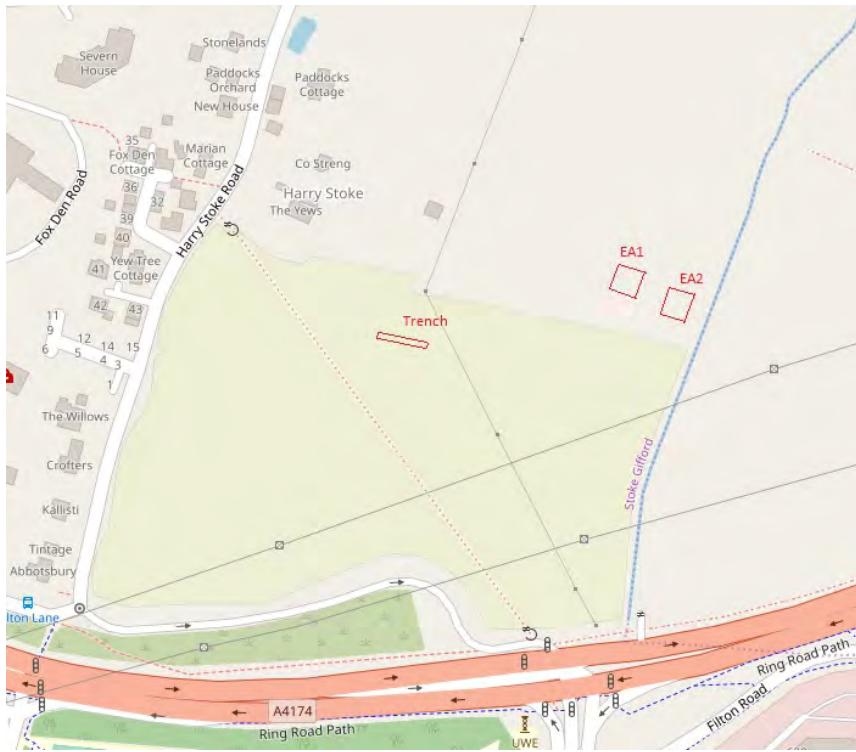 Severn
House
Stonelands
Paddocks
Orchard
New House
Paddocks
Cottage
35
Fox Den
Cottage
Marian
Cottage
Co Streng
36
32
Harry Stoke
The Yews
39
40
Fox Den Road
Harry Stoke Road
Yew Tree
Cottage
41
42
43
EA1
EA2
Trench
11
9
6
5
12
4
14
3
15
1
The Willows
Crofters
Kallisti
Tintage
Abbotsbury
lton Lane
Stoke Gifford
A4174
Ring Road Path
Ring Road Path
Filton Road
UWE